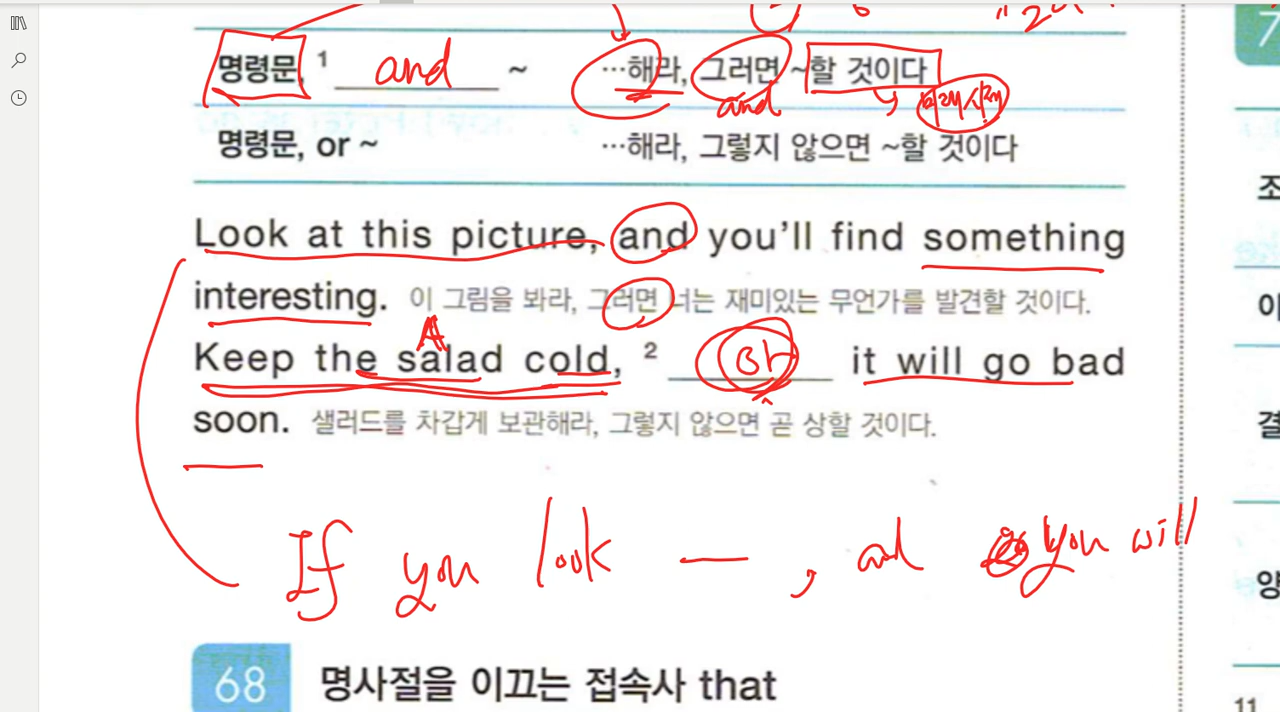 명령문, 1 and ~ …해라, 그러면 ~할 것이다
and 미래시제
명령문, or ~ …해라, 그렇지 않으면 ~할 것이다
Look at this picture, and you'll find something
interesting. 이 그림을 봐라, 그러면 너는 재미있는 무언가를 발견할 것이다.
A
Keep the salad cold, 2 or it will go bad
soon. 샐러드를 차갑게 보관해라, 그렇지 않으면 곧 상할 것이다.
If you look — , and you will
68 명사절을 이끄는 접속사 that
7
조
이
결
양
11